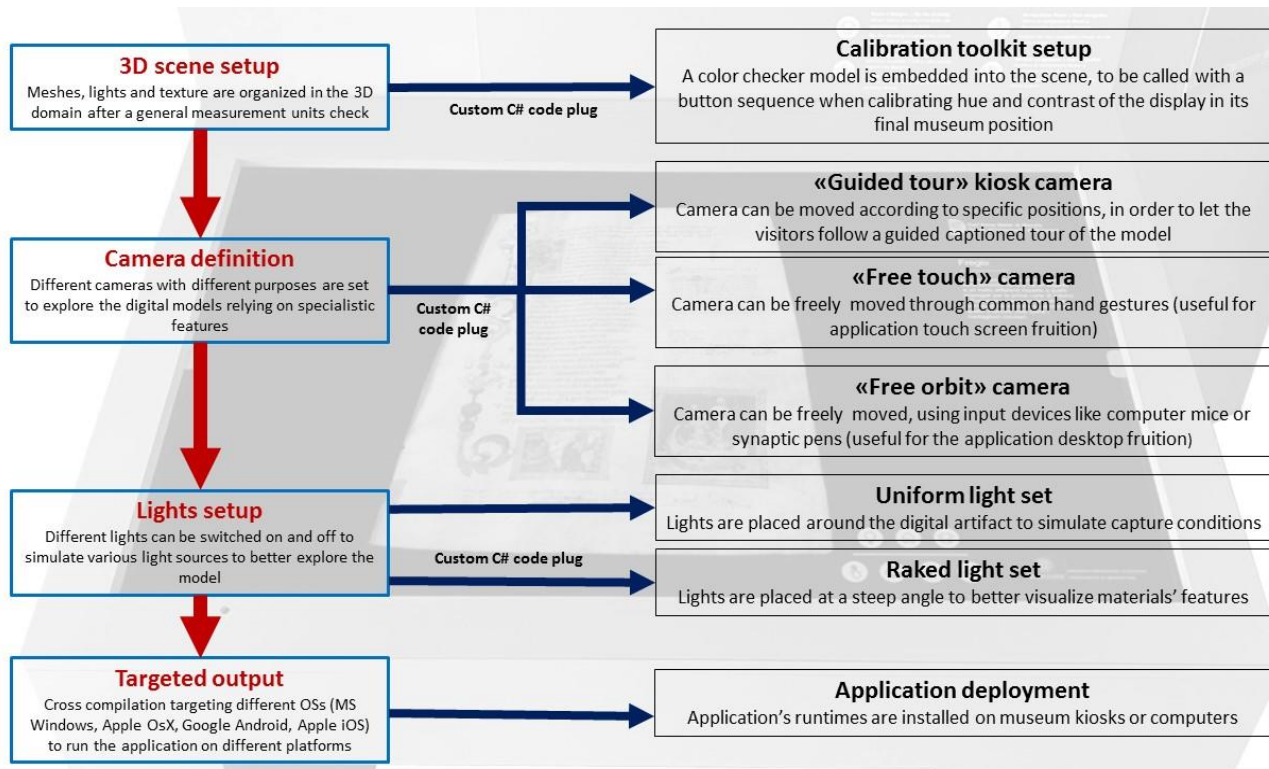 3D scene setup
Meshes, lights and texture are organized in the 3D
domain after a general measurement units check
Custom C# code plug
Calibration toolkit setup
A color checker model is embedded into the scene, to be called with a
button sequence when calibrating hue and contrast of the display in its
final museum position
Camera definition
Different cameras with different purposes are set
to explore the digital models relying on specialistic
features
Custom C#
code plug
«Guided tour» kiosk camera
Camera can be moved according to specific positions, in order to let the
visitors follow a guided captioned tour of the model
«Free touch» camera
Camera can be freely moved through common hand gestures (useful for
application touch screen fruition)
«Free orbit» camera
Camera can be freely moved, using input devices like computer mice or
synaptic pens (useful for the application desktop fruition)
Lights setup
Different lights can be switched on and off to
simulate various light sources to better explore the
model
Custom C# code plug
Uniform light set
Lights are placed around the digital artifact to simulate capture conditions
Raked light set
Lights are placed at a steep angle to better visualize materials’ features
Targeted output
Cross compilation targeting different OSs (MS
Windows, Apple OsX, Google Android, Apple iOS)
to run the application on different platforms
Application deployment
Application’s runtimes are installed on museum kiosks or computers